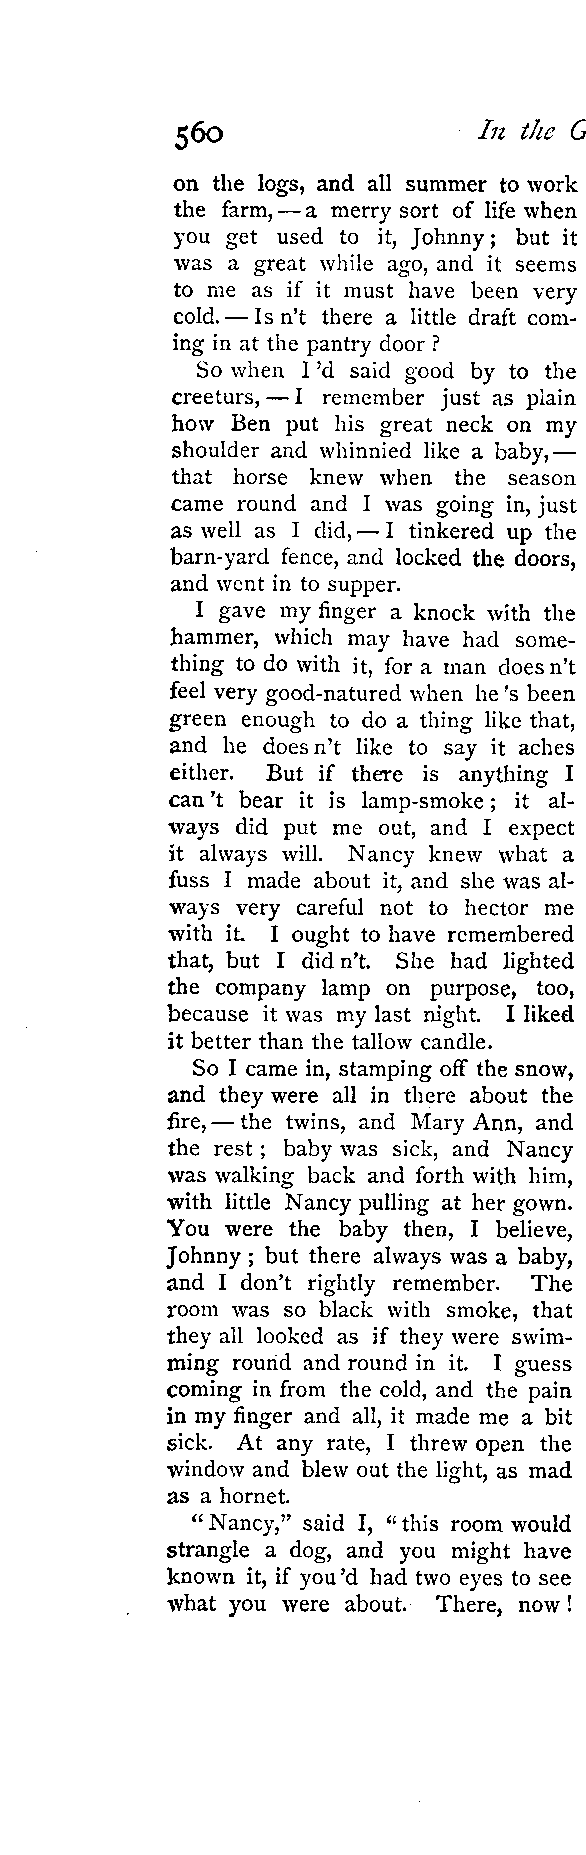 560
In the G
on the logs, and all summer to work
the farm, — a merry sort of life when
you get used to it, Johnny; but it
was a great while ago, and it seems
to me as if it must have been very
cold. — Is n't there a little draft com-
ing in at the pantry door?
So when I 'd said good by to the
creeturs, — I remember just as plain
how Ben put his great neck on my
shoulder and whinnied like a baby, —
that horse knew when the season
came round and I was going in, just
as well as I did, — I tinkered up the
barn-yard fence, and locked the doors,
and went in to supper.
I gave my finger a knock with the
hammer, which may have had some-
thing to do with it, for a man does n't
feel very good-natured when he 's been
green enough to do a thing like that,
and he does n't like to say it aches
either. But if there is anything I
can 't bear it is lamp-smoke; it al-
ways did put me out, and I expect
it always will. Nancy knew what a
fuss I made about it, and she was al-
ways very careful not to hector me
with it. I ought to have remembered
that, but I did n't. She had lighted
the company lamp on purpose, too,
because it was my last night. I liked
it better than the tallow candle.
So I came in, stamping off the snow,
and they were all in there about the
fire, — the twins, and Mary Ann, and
the rest; baby was sick, and Nancy
was walking back and forth with him,
with little Nancy pulling at her gown.
You were the baby then, I believe,
Johnny; but there always was a baby,
and I don't rightly remember. The
room was so black with smoke, that
they all looked as if they were swim-
ming round and round in it. I guess
coming in from the cold, and the pain
in my finger and all, it made me a bit
sick. At any rate, I threw open the
window and blew out the light, as mad
as a hornet.
"Nancy," said I, "this room would
strangle a dog, and you might have
known it, if you 'd had two eyes to see
what you were about. There, now!